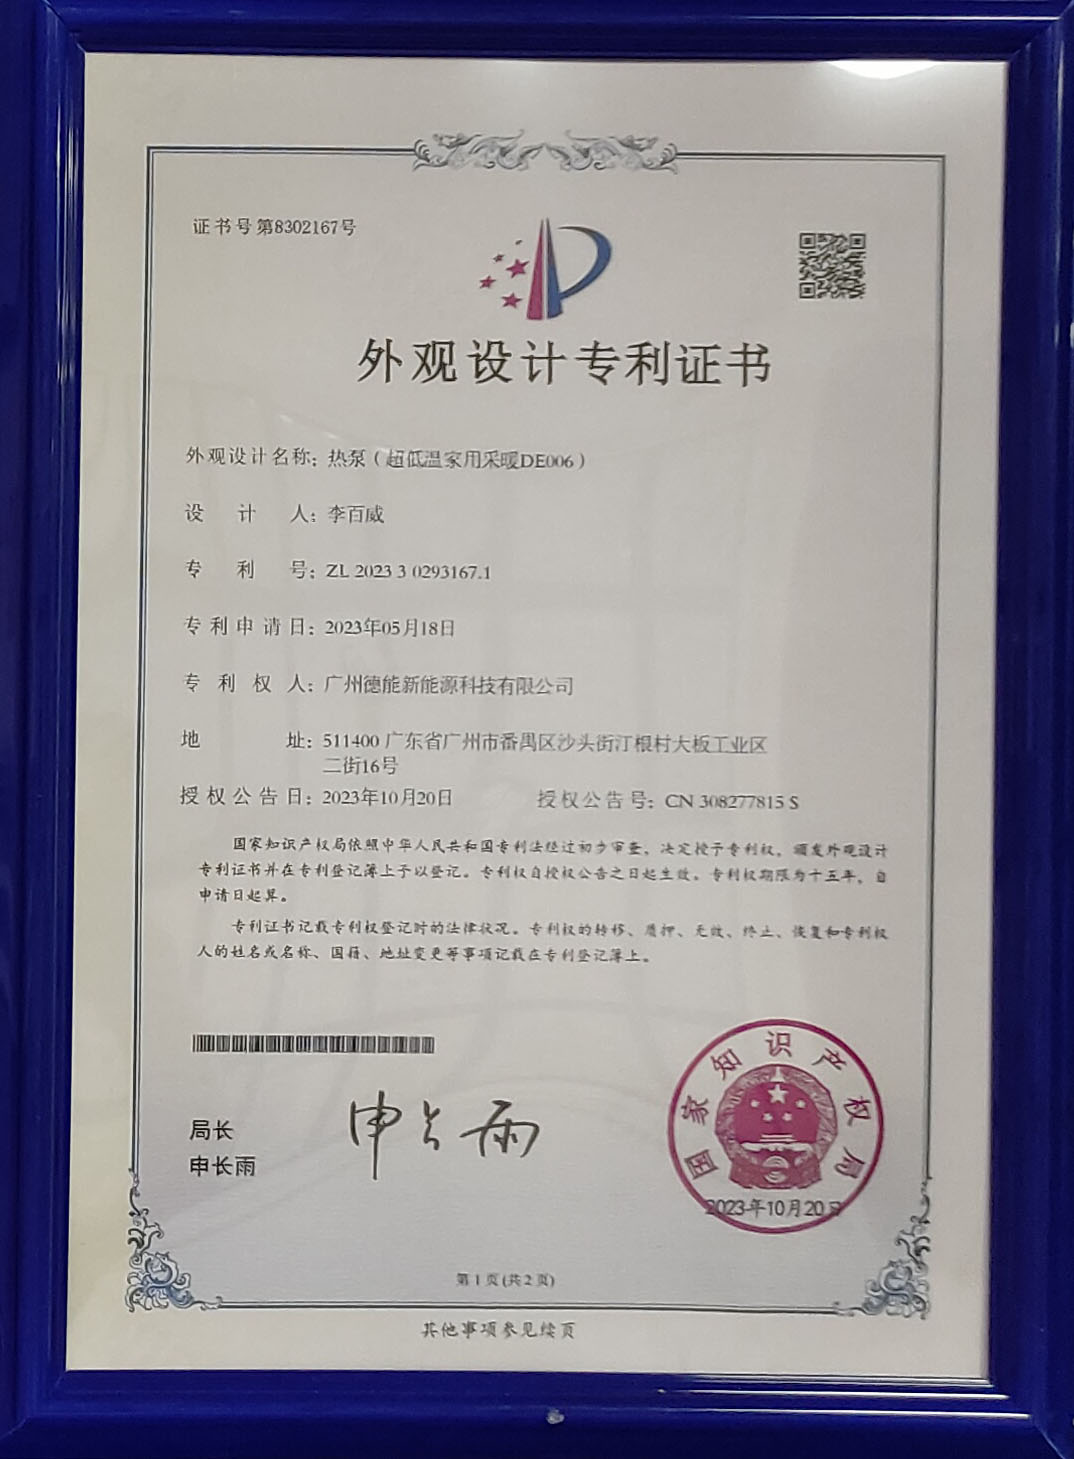 证书号第8302167号
外观设计专利证书
外观设计名称：热泵（超低温家用采暖DE006）
设计人：李百威
专利号：ZL 2023 3 0293167.1
专利申请日：2023年05月18日
专利权人：广州德能新能源科技有限公司
地址：511400 广东省广州市番禺区沙头街汀根村大板工业区
二街16号
授权公告日：2023年10月20日 授权公告号：CN 308277815 S
国家知识产权局依照中华人民共和国专利法经过初步审查，决定授予专利权，颁发外观设计
专利证书并在专利登记簿上予以登记。专利权自授权公告之日起生效。专利权期限为十五年，自
申请日起算。
专利证书记载专利权登记时的法律状况。专利权的转移、质押、无效、终止、恢复和专利权
人的姓名或名称、国籍、地址变更等事项记载在专利登记簿上。
局长
申长雨
申长雨
国家知识产权局
2023年10月20日
第 1 页 (共 2 页)
其他事项参见续页